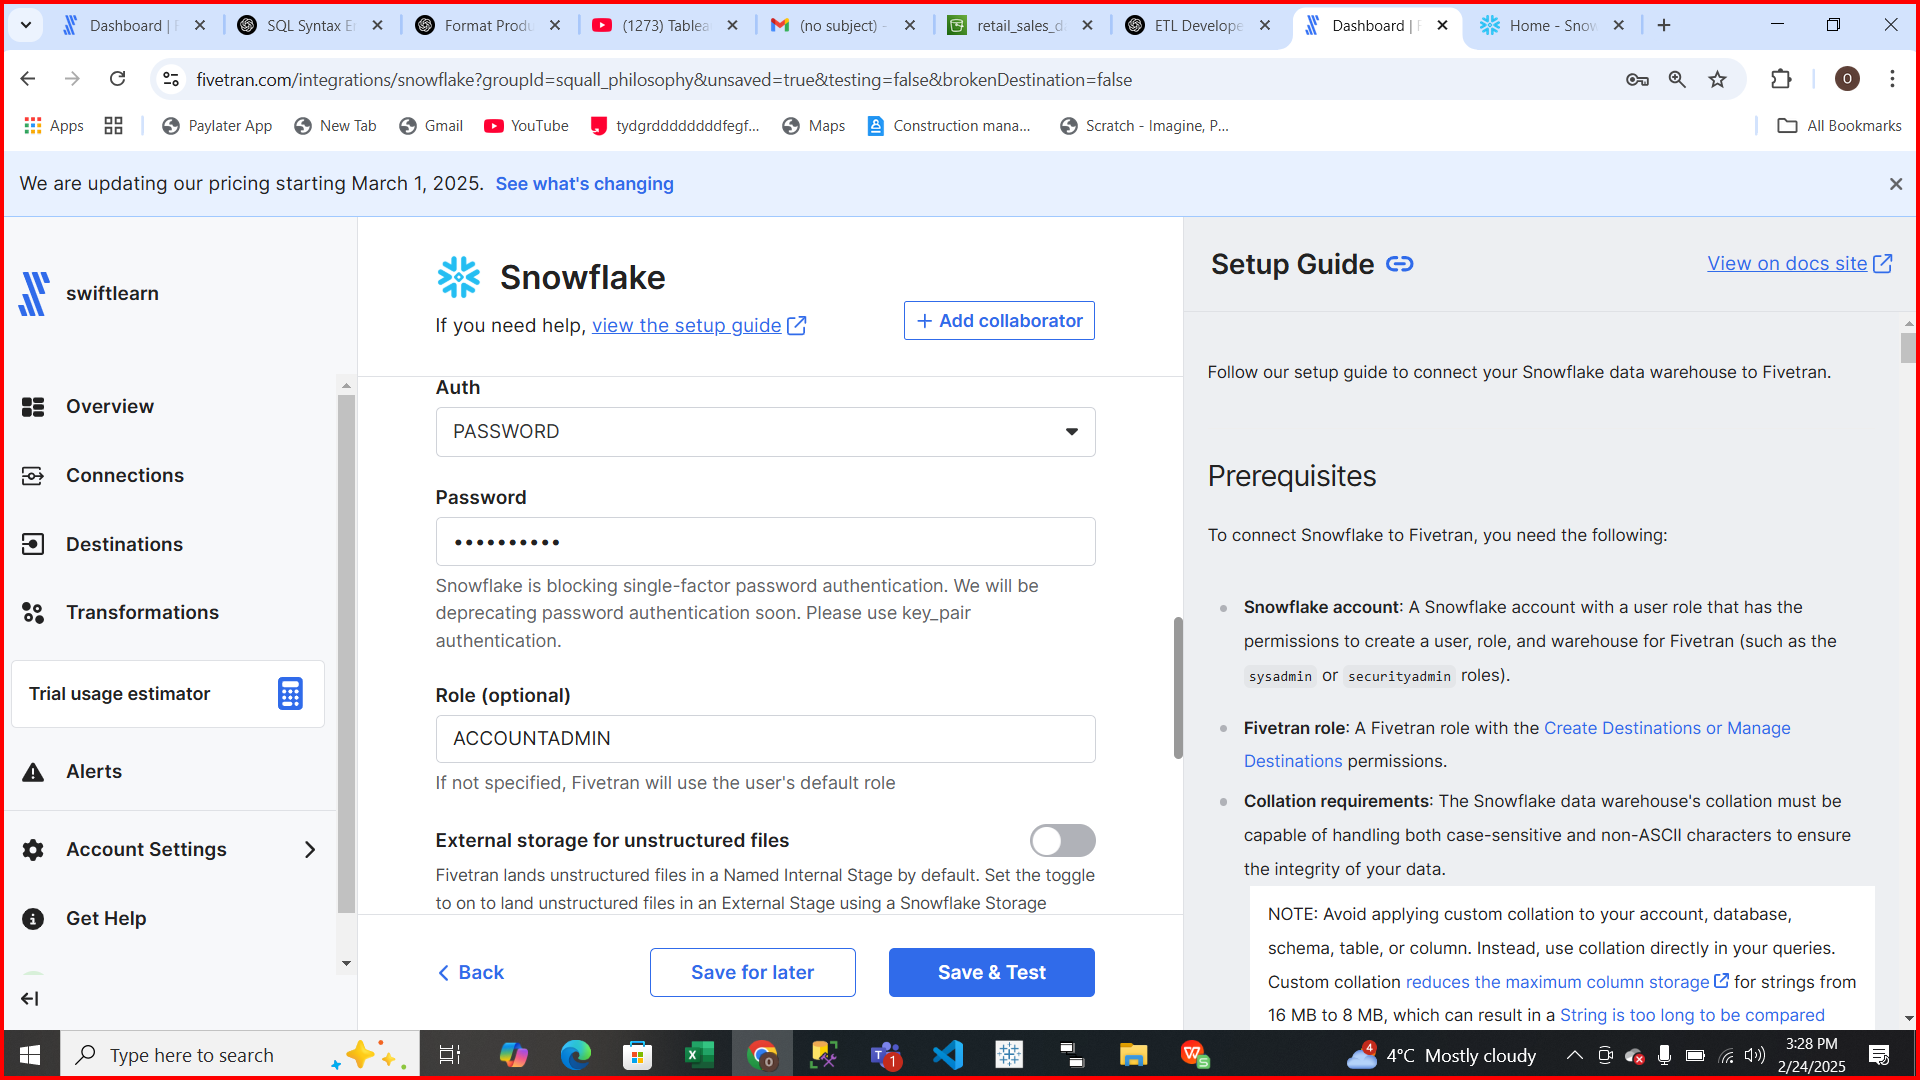 Dashboard | F
SQL Syntax Er
Format Produ
(1273) Tablea
(no subject) -
retail_sales_da
ETL Develope
Dashboard | F
Home - Snow
fivetran.com/integrations/snowflake?groupId=squall_philosophy&unsaved=true&testing=false&brokenDestination=false
O
Apps
Paylater App
New Tab
Gmail
YouTube
tydgrdddddddfegf...
Maps
Construction mana...
Scratch - Imagine, P...
All Bookmarks
We are updating our pricing starting March 1, 2025. See what's changing
swiftlearn
Overview
Connections
Destinations
Transformations
Trial usage estimator
Alerts
Account Settings
Get Help
Snowflake
If you need help, view the setup guide
+ Add collaborator
Auth
PASSWORD
Password
••••••••••
Snowflake is blocking single-factor password authentication. We will be
deprecating password authentication soon. Please use key_pair
authentication.
Role (optional)
ACCOUNTADMIN
If not specified, Fivetran will use the user's default role
External storage for unstructured files
Fivetran lands unstructured files in a Named Internal Stage by default. Set the toggle
to on to land unstructured files in an External Stage using a Snowflake Storage
Back
Save for later
Save & Test
Setup Guide
View on docs site
Follow our setup guide to connect your Snowflake data warehouse to Fivetran.
Prerequisites
To connect Snowflake to Fivetran, you need the following:
• Snowflake account: A Snowflake account with a user role that has the
permissions to create a user, role, and warehouse for Fivetran (such as the
sysadmin or securityadmin roles).
• Fivetran role: A Fivetran role with the Create Destinations or Manage
Destinations permissions.
• Collation requirements: The Snowflake data warehouse's collation must be
capable of handling both case-sensitive and non-ASCII characters to ensure
the integrity of your data.
NOTE: Avoid applying custom collation to your account, database,
schema, table, or column. Instead, use collation directly in your queries.
Custom collation reduces the maximum column storage for strings from
16 MB to 8 MB, which can result in a String is too long to be compared
Type here to search
1
4
4°C Mostly cloudy
3:28 PM
2/24/2025